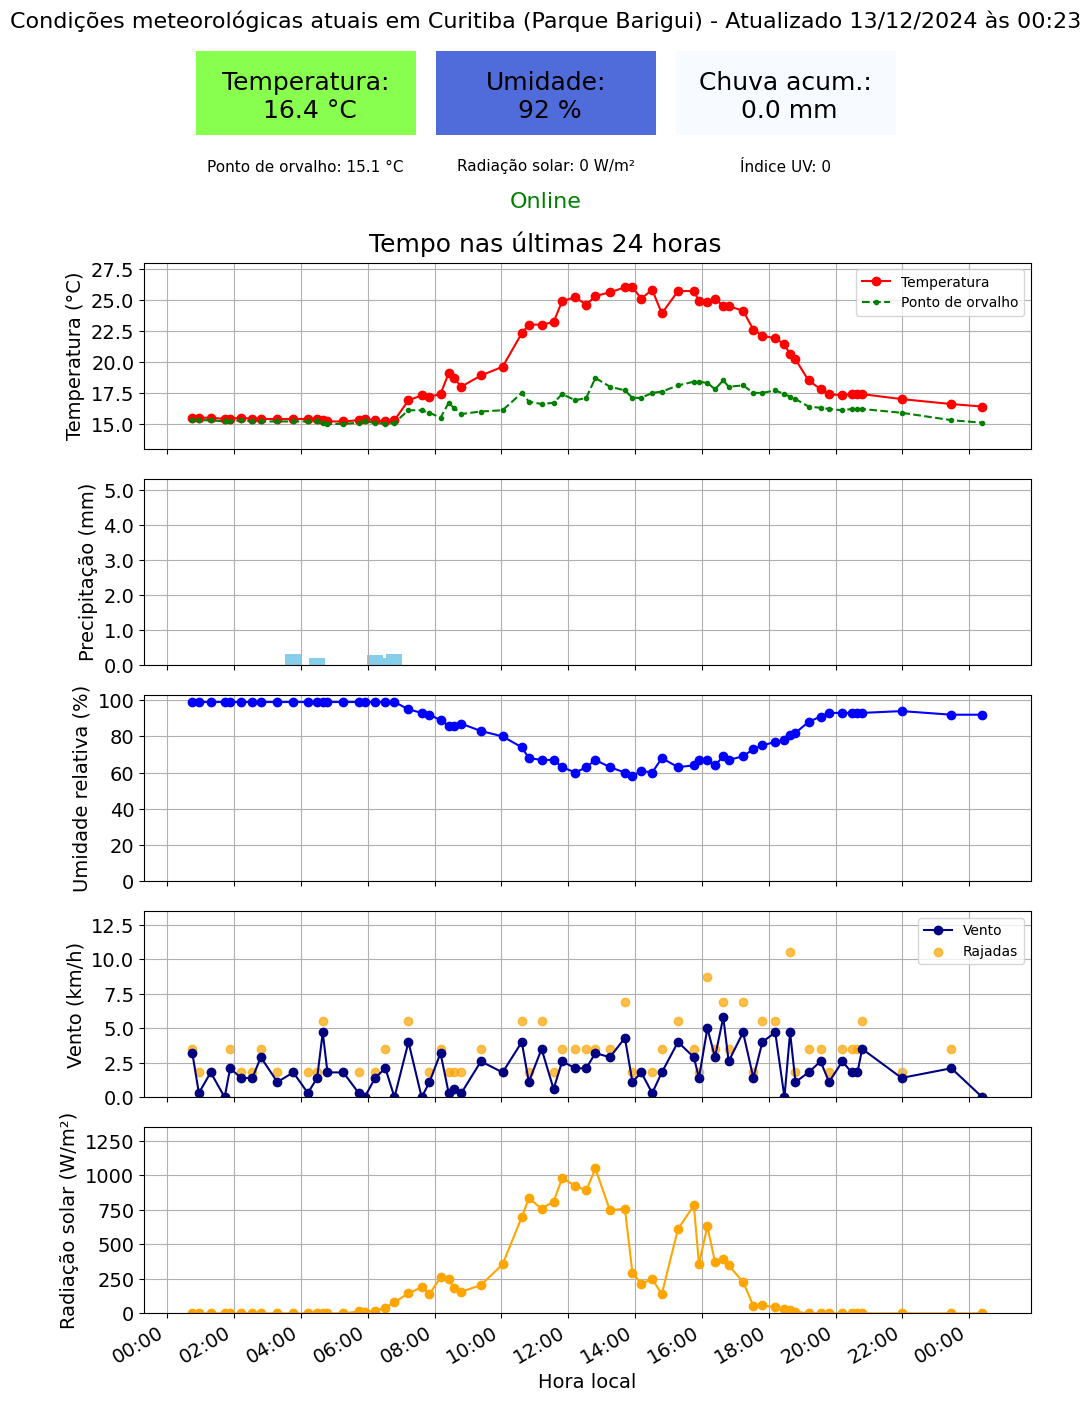 Condições meteorológicas atuais em Curitiba (Parque Barigui) - Atualizado 13/12/2024 às 00:23
Temperatura:
16.4 °C
Umidade:
92 %
Chuva acum.:
0.0 mm
Ponto de orvalho: 15.1 °C
Radiação solar: 0 W/m²
Índice UV: 0
Online
Tempo nas últimas 24 horas
Temperatura (°C)
27.5
25.0
22.5
20.0
17.5
15.0
Temperatura
Ponto de orvalho
Precipitação (mm)
5.0
4.0
3.0
2.0
1.0
0.0
Umidade relativa (%)
100
80
60
40
20
0
Vento (km/h)
12.5
10.0
7.5
5.0
2.5
0.0
Vento
Rajadas
Radiação solar (W/m²)
1250
1000
750
500
250
0
00:00
02:00
04:00
06:00
08:00
10:00
12:00
14:00
16:00
18:00
20:00
22:00
00:00
Hora local